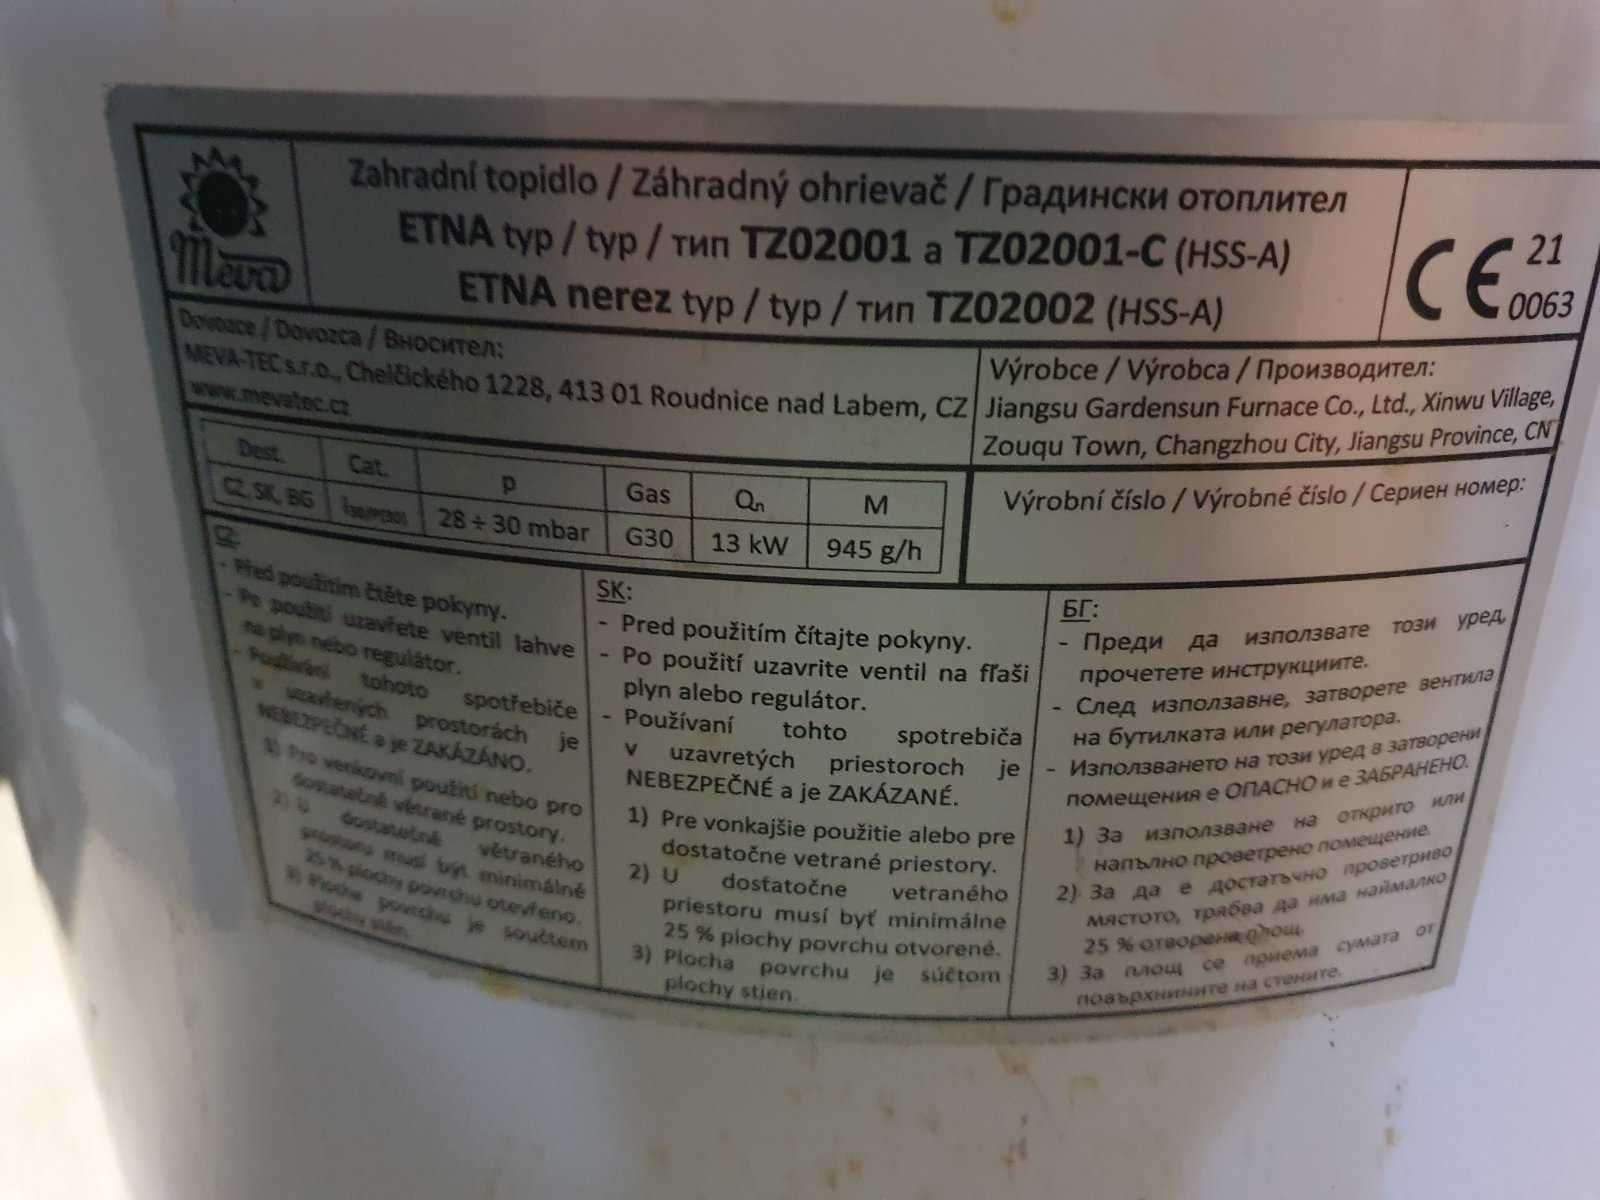 Meva
Zahradní topidlo / Záhradný ohrievač / Градински отоплител
ETNA typ / typ / тип TZ02001 a TZ02001-C (HSS-A)
ETNA nerez typ / typ / тип TZ02002 (HSS-A)
CE 21
0063
Dovozce / Dovozca / Вносител:
MEVA-TEC s.r.o., Chelčického 1228, 413 01 Roudnice nad Labem, CZ
www.mevatec.cz
Výrobce / Výrobca / Производител:
Jiangsu Gardensun Furnace Co., Ltd., Xinwu Village,
Zouqu Town, Changzhou City, Jiangsu Province, CN
Dest. Cat. p Gas Qn M
CZ, SK, BG I3B/P(30) 28 ÷ 30 mbar G30 13 kW 945 g/h
Výrobní číslo / Výrobné číslo / Сериен номер:
CZ:
- Před použitím čtěte pokyny.
- Po použití uzavřete ventil lahve
na plyn nebo regulátor.
- Používání tohoto spotřebiče
v uzavřených prostorách je
NEBEZPEČNÉ a je ZAKÁZÁNO.
1) Pro venkovní použití nebo pro
dostatečně větrané prostory.
2) U dostatečně větraného
prostoru musí být minimálně
25 % plochy povrchu otevřeno.
3) Plocha povrchu je součtem
plochy stěn.
SK:
- Pred použitím čítajte pokyny.
- Po použití uzavrite ventil na fľaši
plyn alebo regulátor.
- Používaní tohto spotrebiča
v uzavretých priestoroch je
NEBEZPEČNÉ a je ZAKÁZANÉ.
1) Pre vonkajšie použitie alebo pre
dostatočne vetrané priestory.
2) U dostatočne vetraného
priestoru musí byť minimálne
25 % plochy povrchu otvorené.
3) Plocha povrchu je súčtom
plochy stien.
БГ:
- Преди да използвате този уред,
прочетете инструкциите.
- След използавне, затворете вентила
на бутилката или регулатора.
- Използването на този уред в затворени
помещения е ОПАСНО и е ЗАБРАНЕНО.
1) За използване на открито или
напълно проветрено помещение.
2) За да е достатъчно проветриво
мястото, трябва да има наймалко
25 % отворена площ.
3) За площ се приема сумата от
повърхнините на стените.